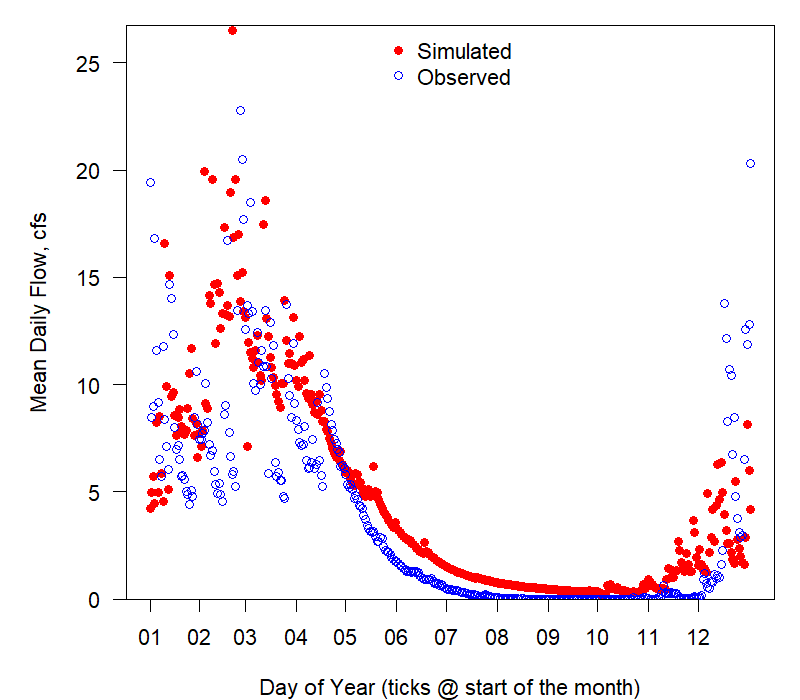 Simulated
Observed
25
20
15
10
5
0
Mean Daily Flow, cfs
01 02 03 04 05 06 07 08 09 10 11 12
Day of Year (ticks @ start of the month)